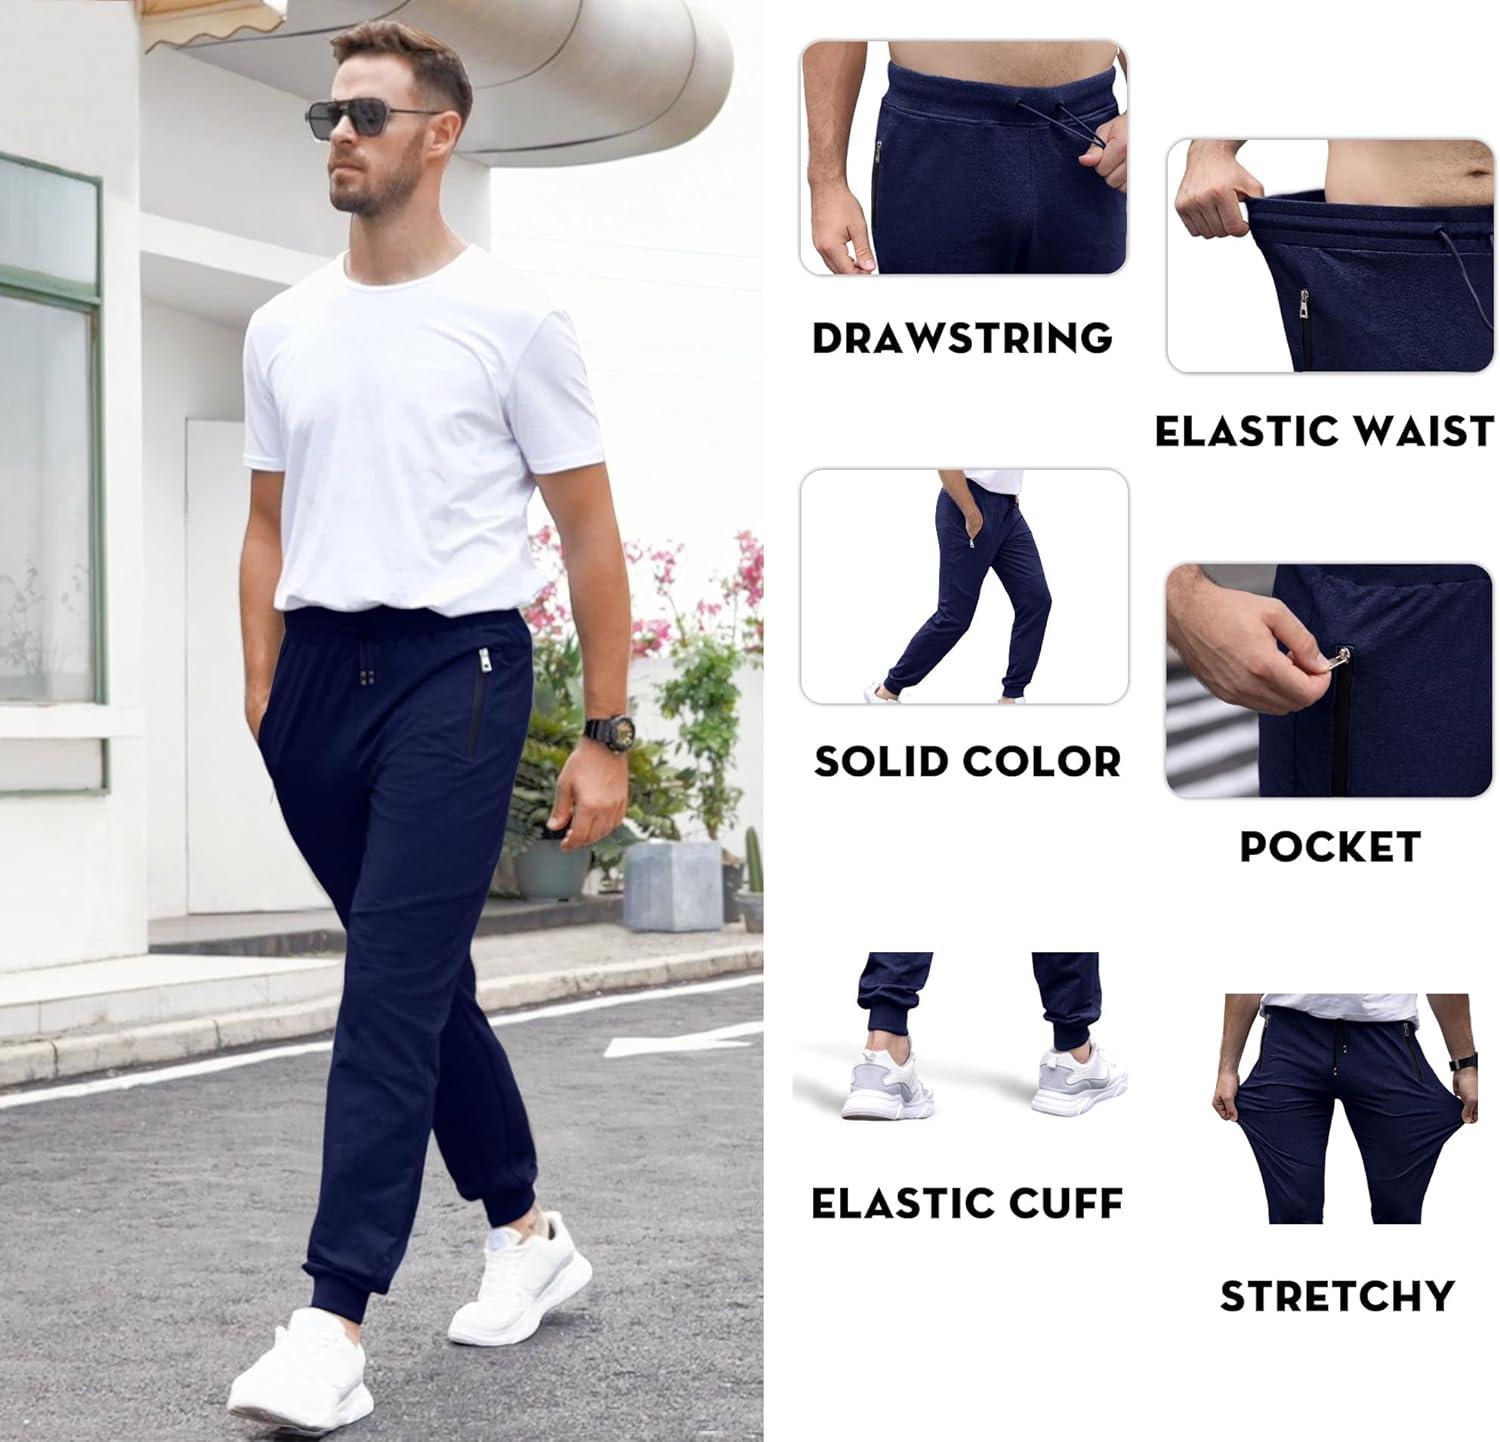 DRAWSTRING
ELASTIC WAIST
SOLID COLOR
POCKET
ELASTIC CUFF
STRETCHY